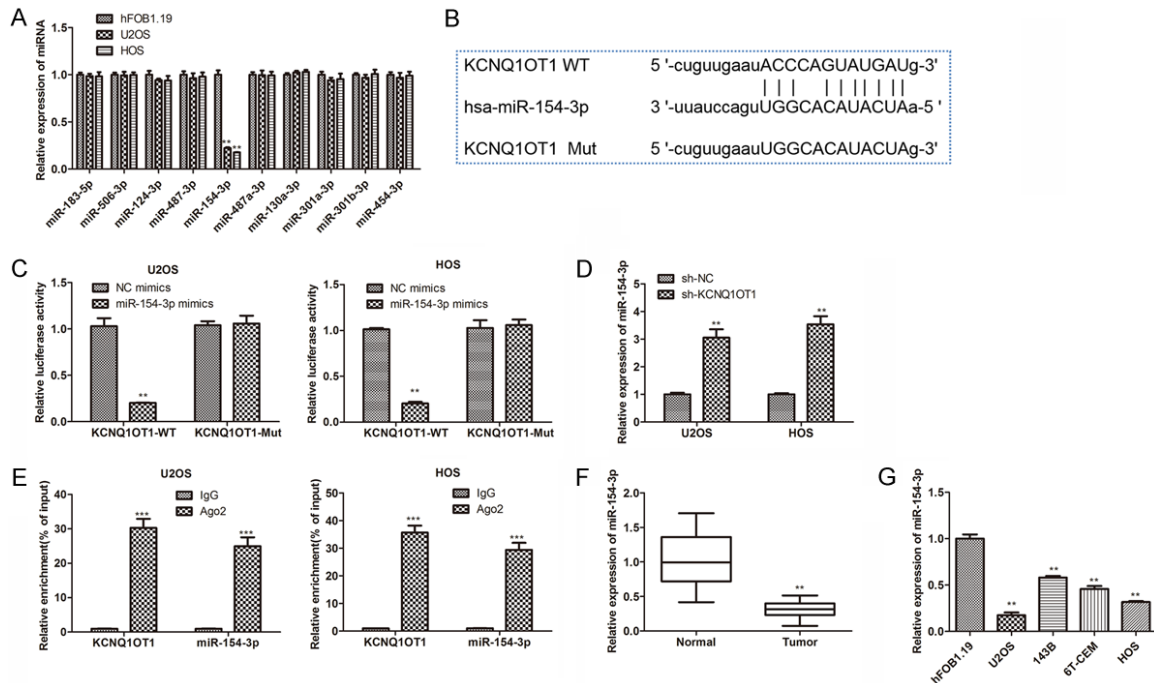 A
Relative expression of miRNA
hFOB1.19
U2OS
HOS
1.5
1.0
0.5
0.0
** **
miR-183-5p
miR-506-3p
miR-124-3p
miR-487-3p
miR-154-3p
miR-487a-3p
miR-130a-3p
miR-301a-3p
miR-301b-3p
miR-454-3p
B
KCNQ1OT1 WT 5 '-cuguugaauACCCAGUAUGAUg-3'
hsa-miR-154-3p 3 '-uuauccaguUGGCACAUACUAa-5 '
KCNQ1OT1 Mut 5 '-cuguugaauUGGCACAUACUAg-3'
C
U2OS
Relative luciferase activity
NC mimics
miR-154-3p mimics
1.5
1.0
0.5
0.0
**
KCNQ1OT1-WT KCNQ1OT1-Mut
HOS
Relative luciferase activity
NC mimics
miR-154-3p mimics
1.5
1.0
0.5
0.0
**
KCNQ1OT1-WT KCNQ1OT1-Mut
D
Relative expression of miR-154-3p
sh-NC
sh-KCNQ1OT1
5
4
3
2
1
0
** **
U2OS HOS
E
U2OS
Relative enrichment(% of input)
IgG
Ago2
40
30
20
10
0
*** ***
KCNQ1OT1 miR-154-3p
HOS
Relative enrichment(% of input)
IgG
Ago2
50
40
30
20
10
0
*** ***
KCNQ1OT1 miR-154-3p
F
Relative expression of miR-154-3p
2.0
1.5
1.0
0.5
0.0
**
Normal Tumor
G
Relative expression of miR-154-3p
1.5
1.0
0.5
0.0
** ** ** **
hFOB1.19
U2OS
143B
6T-CEM
HOS